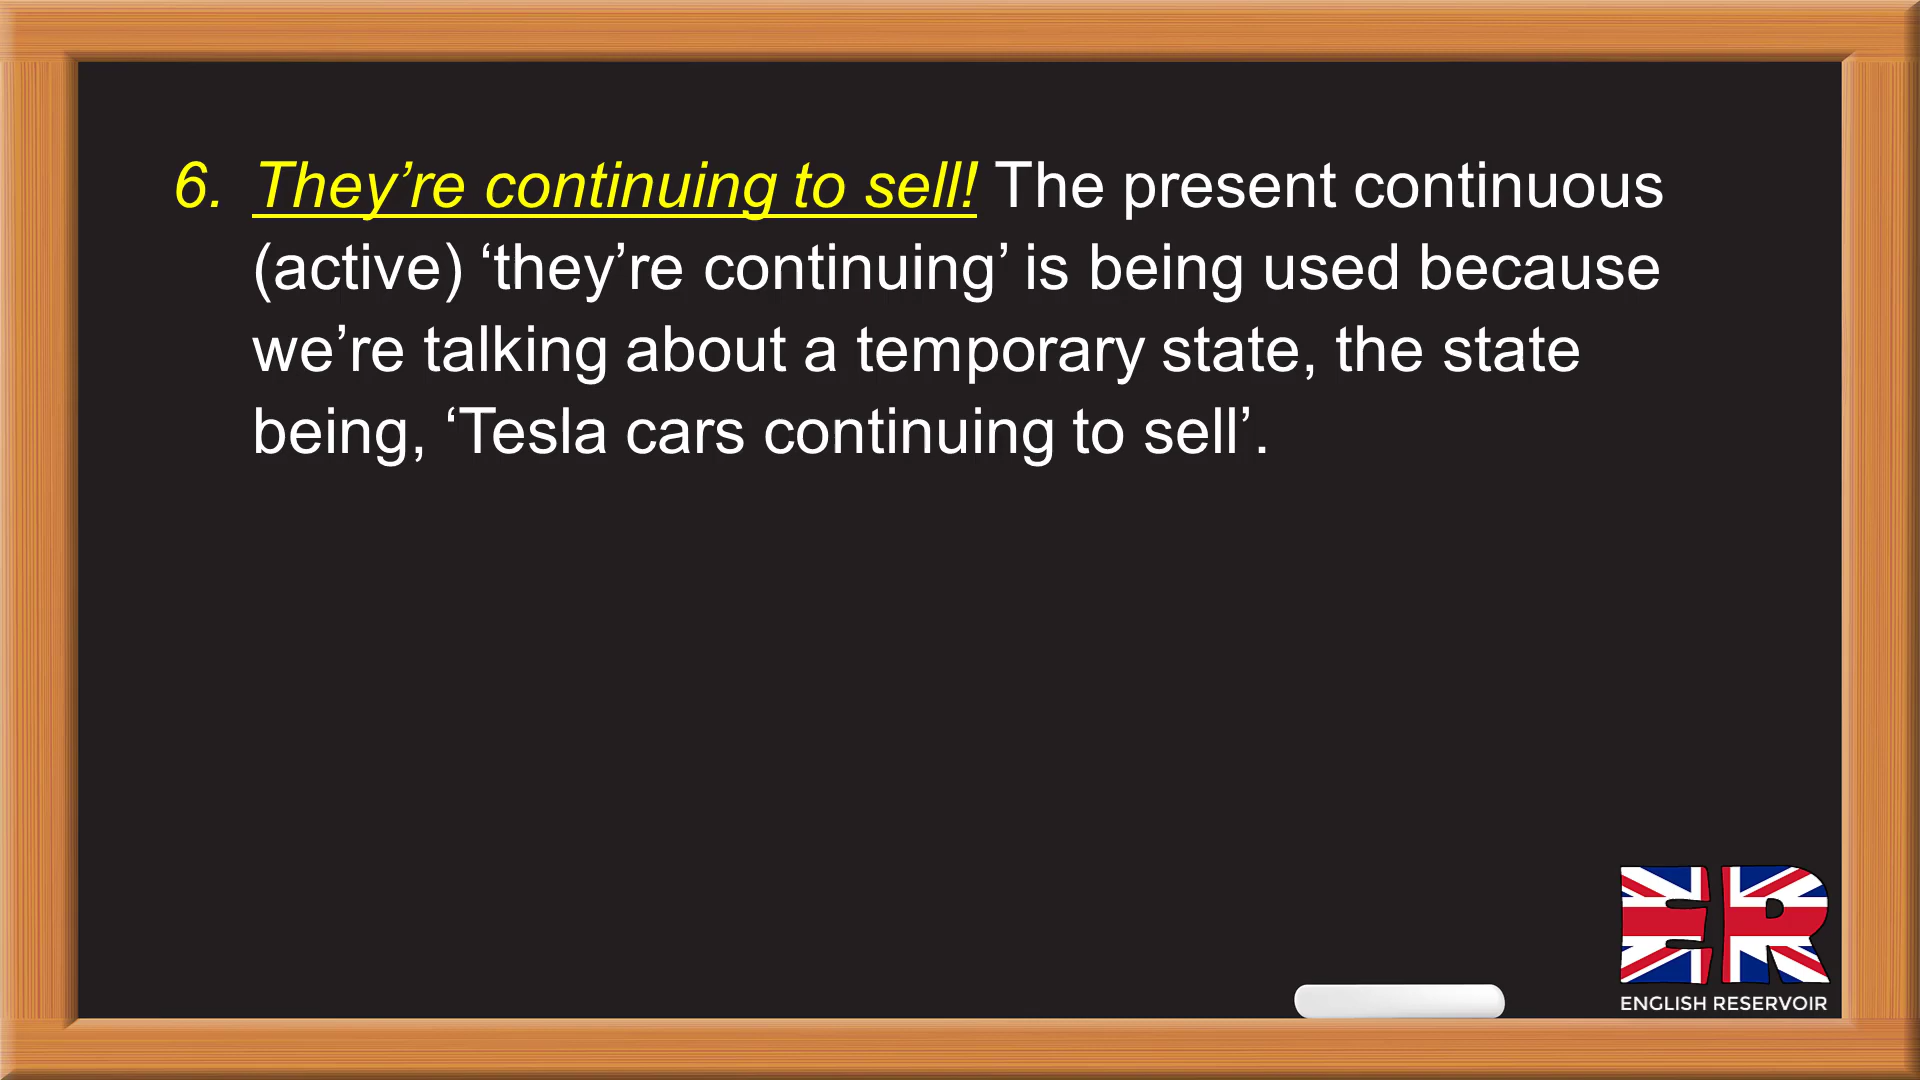 6. They’re continuing to sell! The present continuous
(active) ‘they’re continuing’ is being used because
we’re talking about a temporary state, the state
being, ‘Tesla cars continuing to sell’.
ER
ENGLISH RESERVOIR